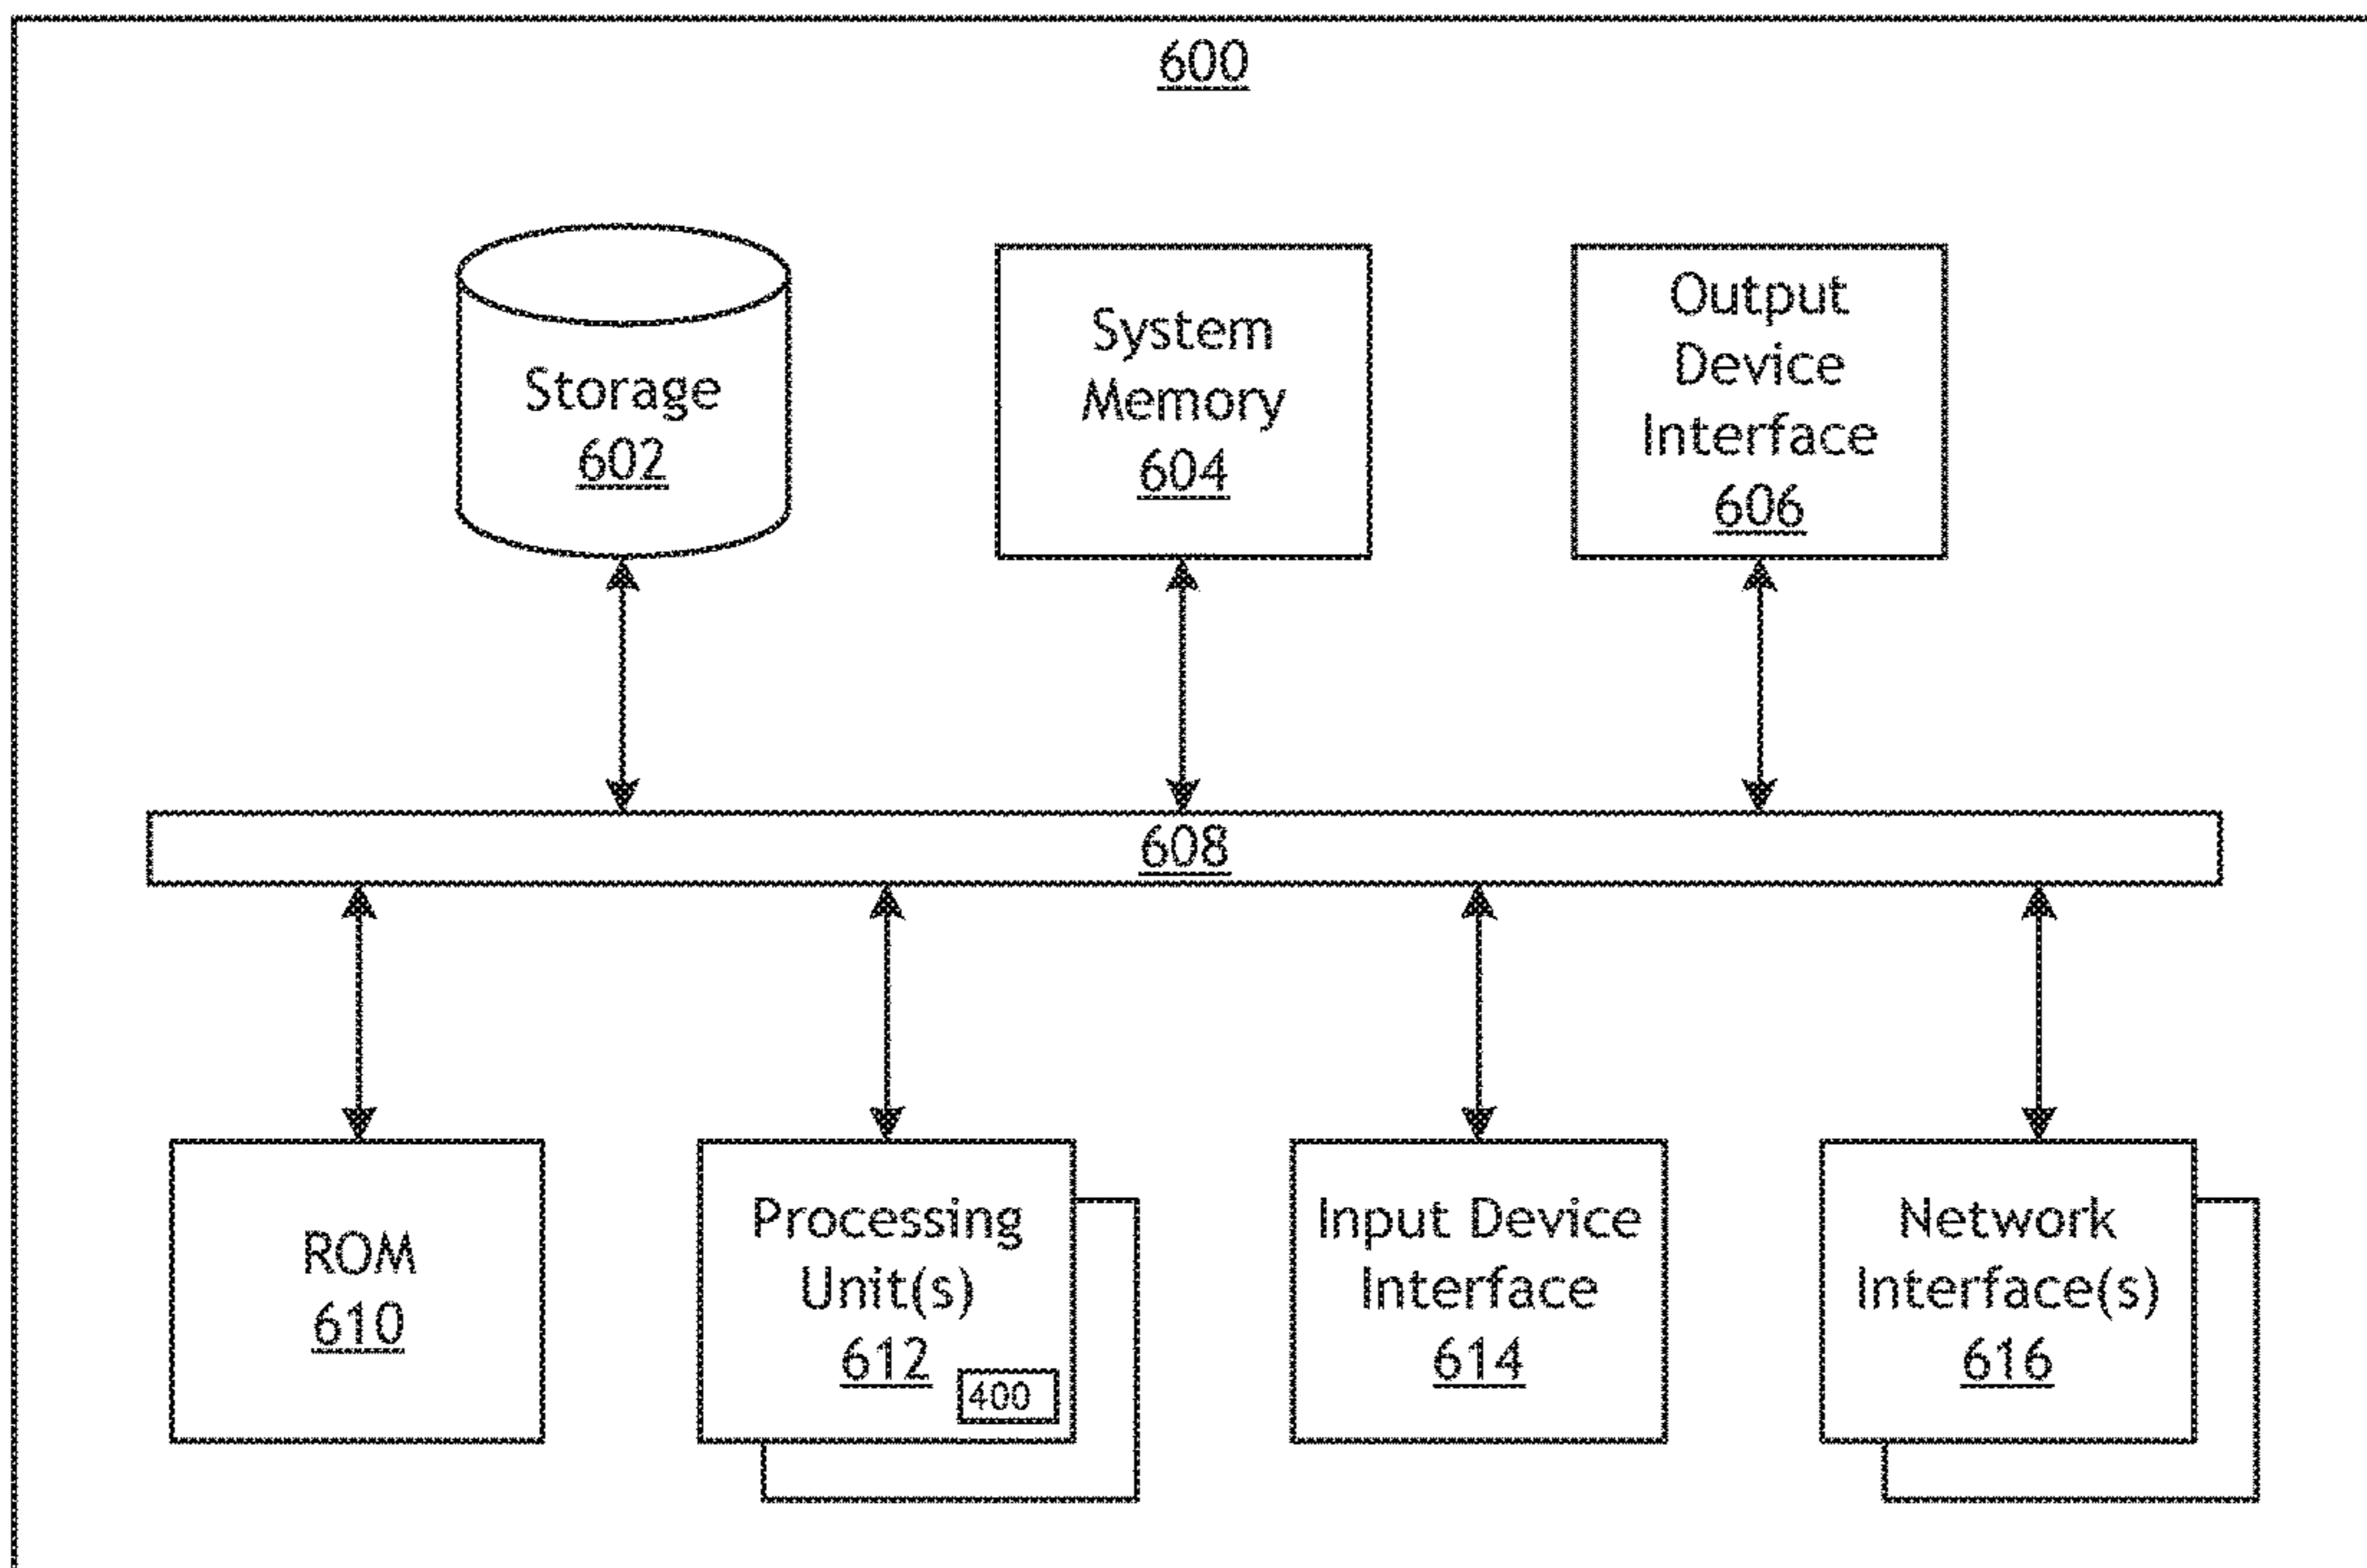 600
Storage
602
System
Memory
604
Output
Device
Interface
606
608
ROM
610
Processing
Unit(s)
612
400
Input Device
Interface
614
Network
Interface(s)
616